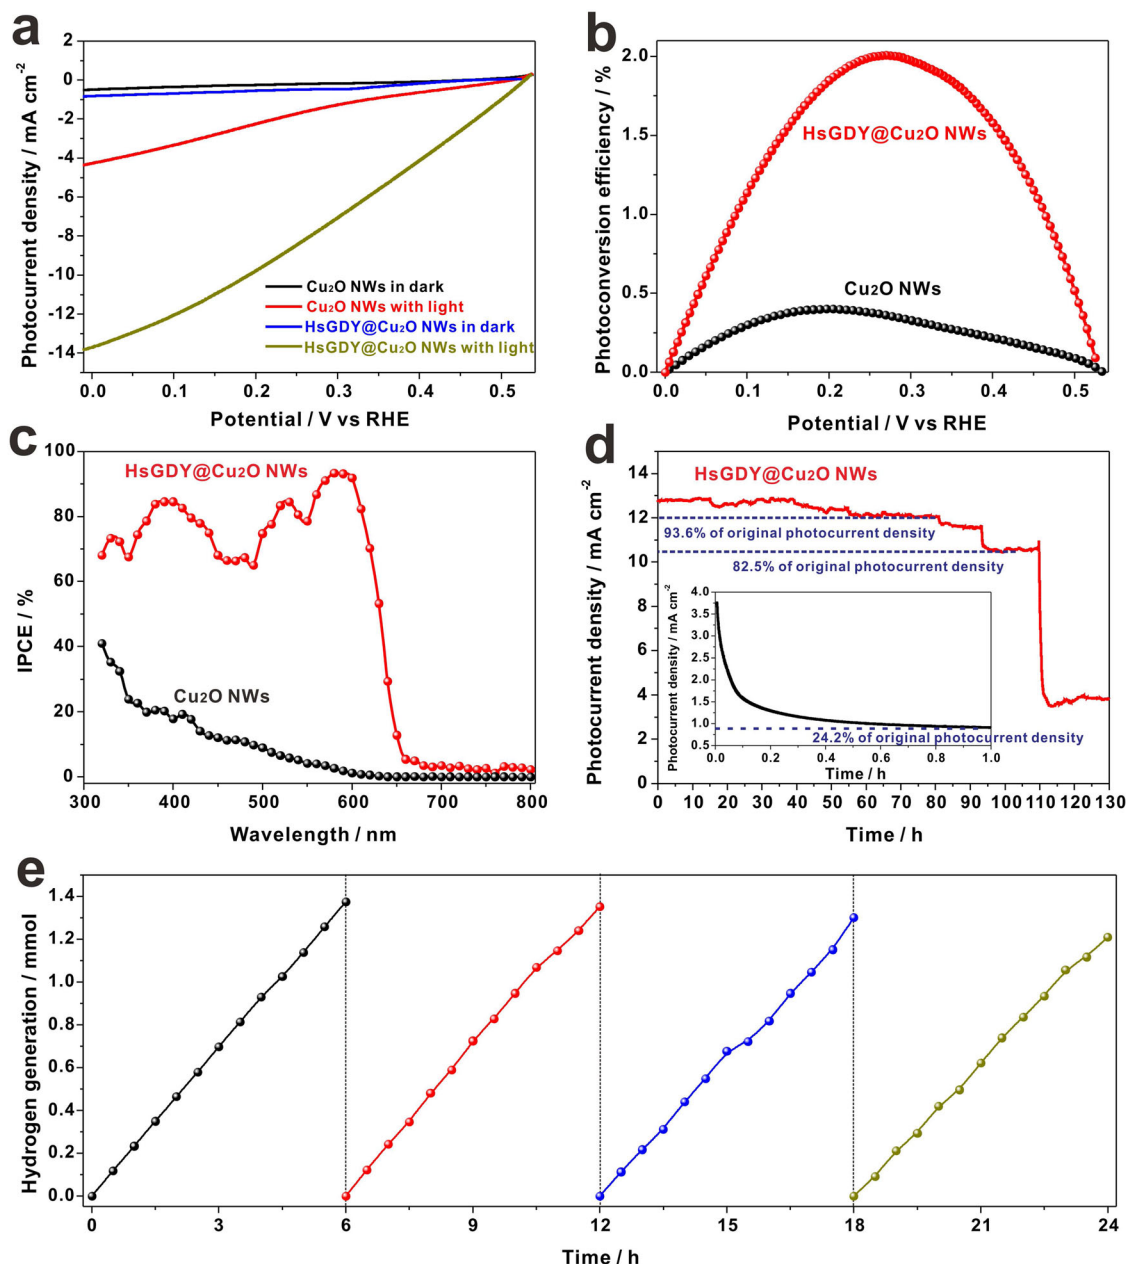 a
Photocurrent density / mA cm⁻²
2
0
-2
-4
-6
-8
-10
-12
-14
Cu₂O NWs in dark
Cu₂O NWs with light
HsGDY@Cu₂O NWs in dark
HsGDY@Cu₂O NWs with light
0.0 0.1 0.2 0.3 0.4 0.5
Potential / V vs RHE
b
Photoconversion efficiency / %
2.0
1.5
1.0
0.5
0.0
HsGDY@Cu₂O NWs
Cu₂O NWs
0.0 0.1 0.2 0.3 0.4 0.5
Potential / V vs RHE
c
IPCE / %
100
80
60
40
20
0
HsGDY@Cu₂O NWs
Cu₂O NWs
300 400 500 600 700 800
Wavelength / nm
d
Photocurrent density / mA cm⁻²
14
12
10
8
6
4
2
0
HsGDY@Cu₂O NWs
93.6% of original photocurrent density
82.5% of original photocurrent density
Photocurrent density / mA cm⁻²
4.0
3.5
3.0
2.5
2.0
1.5
1.0
0.5
24.2% of original photocurrent density
0.0 0.2 0.4 0.6 0.8 1.0
Time / h
0 10 20 30 40 50 60 70 80 90 100 110 120 130
Time / h
e
Hydrogen generation / mmol
1.4
1.2
1.0
0.8
0.6
0.4
0.2
0.0
0 3 6 9 12 15 18 21 24
Time / h